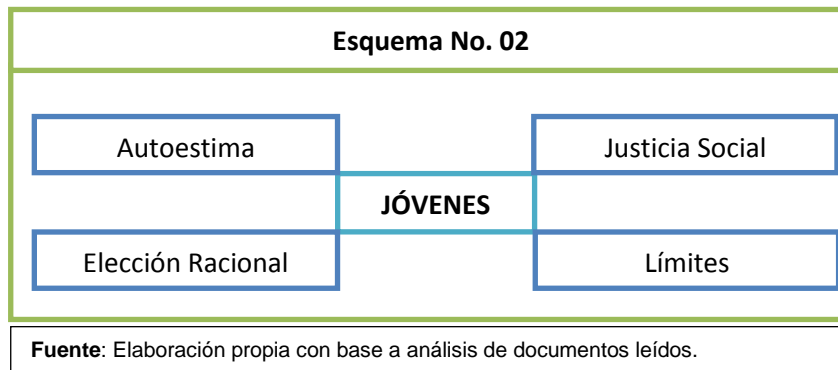 Esquema No. 02
Autoestima
Justicia Social
JÓVENES
Elección Racional
Límites
Fuente: Elaboración propia con base a análisis de documentos leídos.